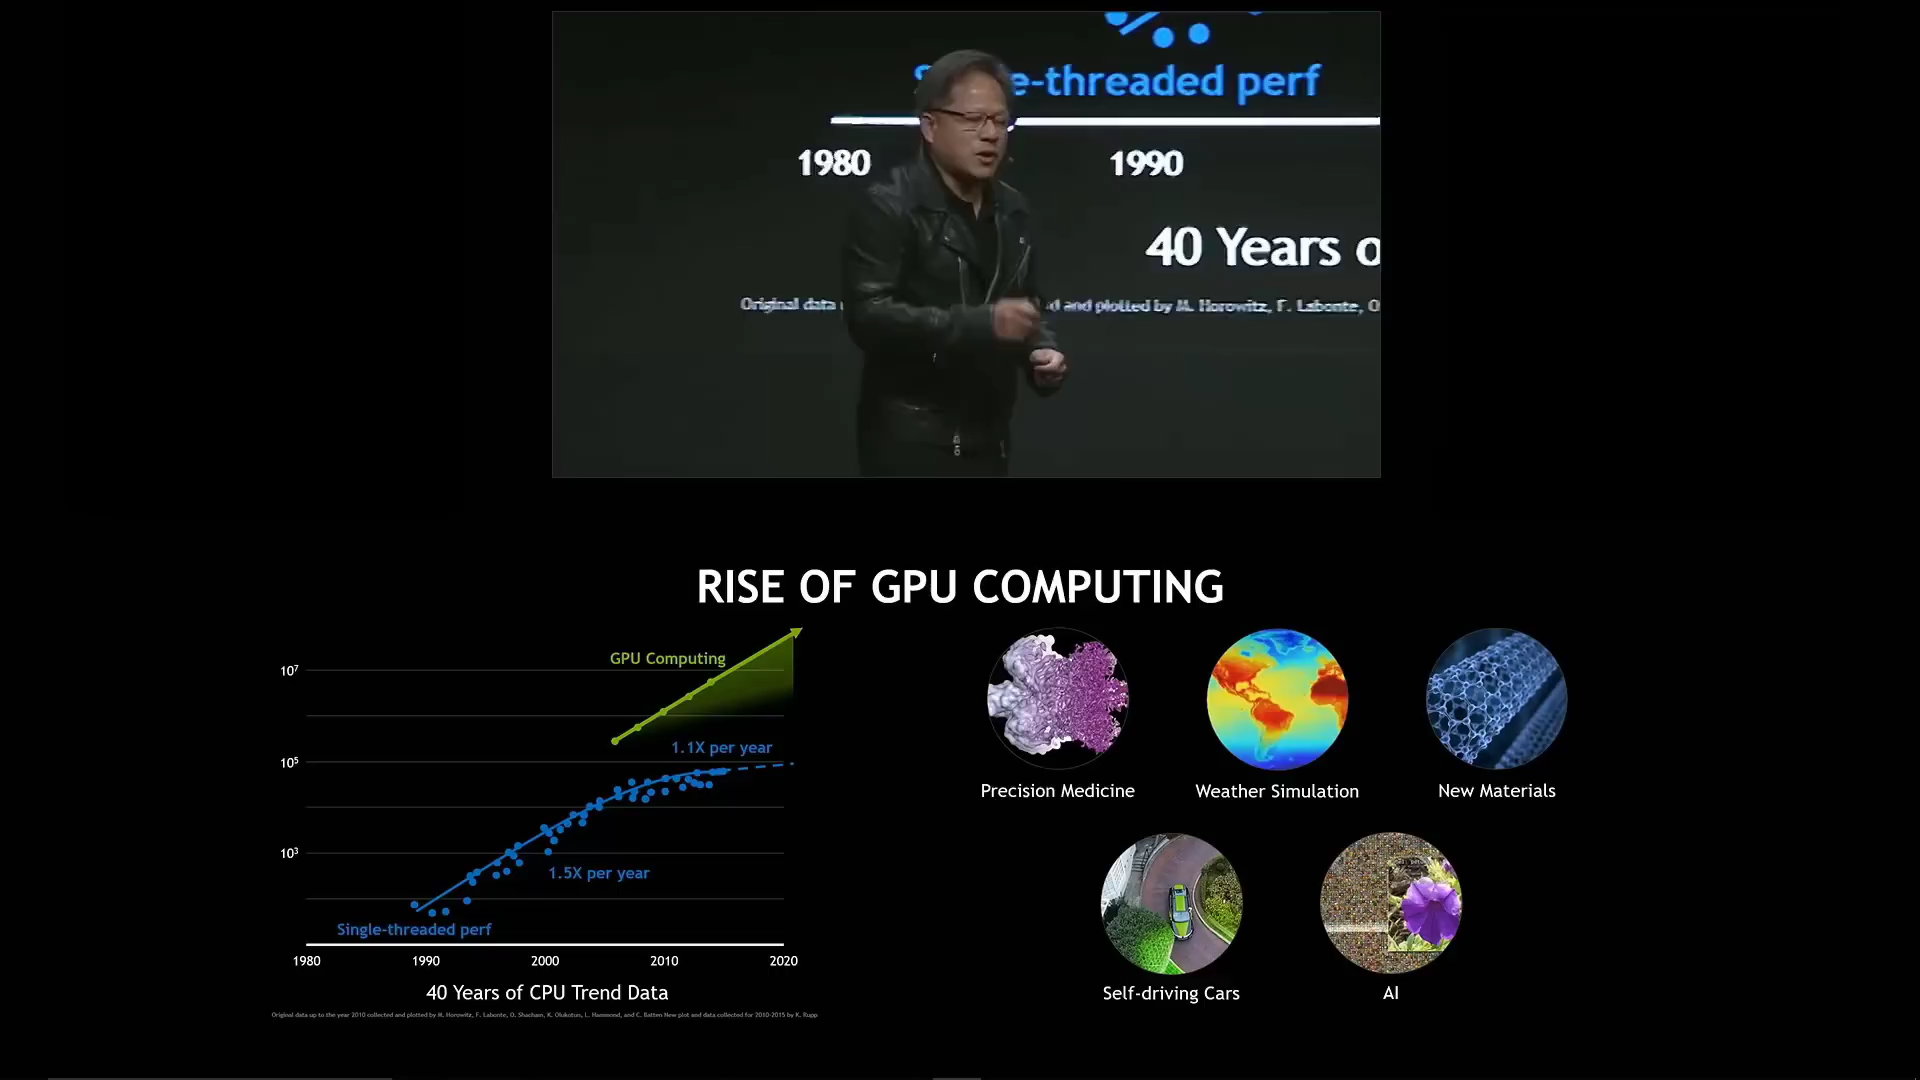 Single-threaded perf
1980
1990
40 Years o
Original data
d and plotted by M. Horowitz, F. Labonte, O
RISE OF GPU COMPUTING
GPU Computing
10⁷
1.1X per year
10⁵
10³
1.5X per year
Single-threaded perf
1980
1990
2000
2010
2020
40 Years of CPU Trend Data
Original data up to the year 2010 collected and plotted by M. Horowitz, F. Labonte, O. Shacham, K. Olukotun, L. Hammond, and C. Batten New plot and data collected for 2010-2015 by K. Rupp
Precision Medicine
Weather Simulation
New Materials
Self-driving Cars
AI